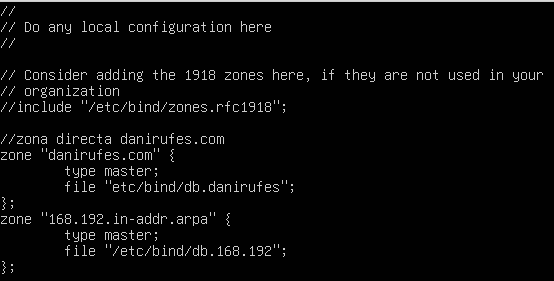 //
// Do any local configuration here
//
// Consider adding the 1918 zones here, if they are not used in your
// organization
//include "/etc/bind/zones.rfc1918";
//zona directa danirufes.com
zone "danirufes.com" {
type master;
file "etc/bind/db.danirufes";
};
zone "168.192.in-addr.arpa" {
type master;
file "/etc/bind/db.168.192";
};